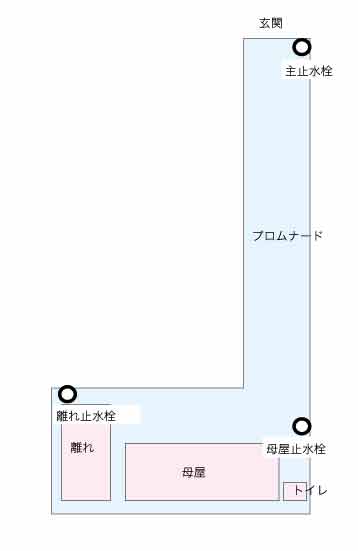 玄関
主止水栓
プロムナード
離れ止水栓
離れ
母屋止水栓
母屋
トイレ